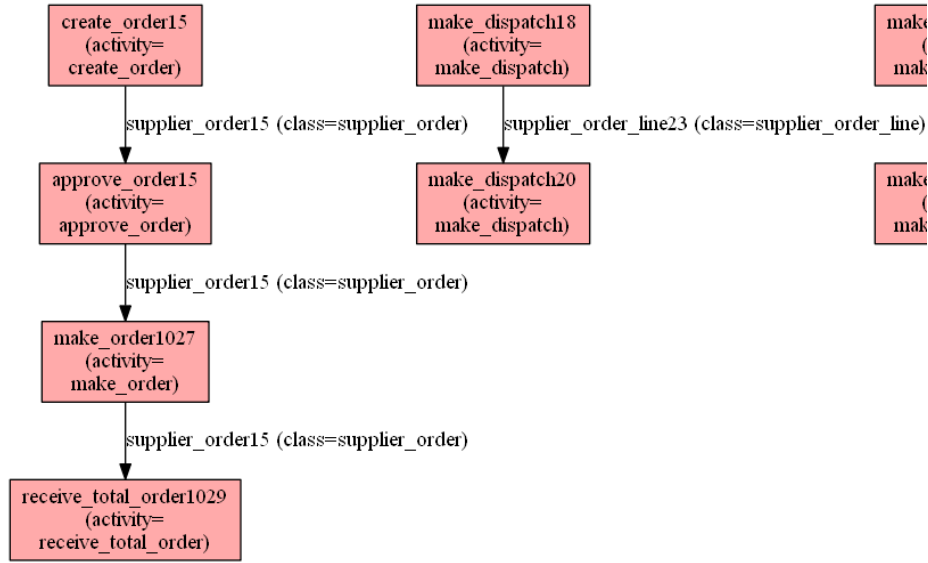 create_order15
(activity=
create_order)
make_dispatch18
(activity=
make_dispatch)
supplier_order15 (class=supplier_order)
supplier_order_line23 (class=supplier_order_line)
approve_order15
(activity=
approve_order)
make_dispatch20
(activity=
make_dispatch)
supplier_order15 (class=supplier_order)
make_order1027
(activity=
make_order)
supplier_order15 (class=supplier_order)
receive_total_order1029
(activity=
receive_total_order)